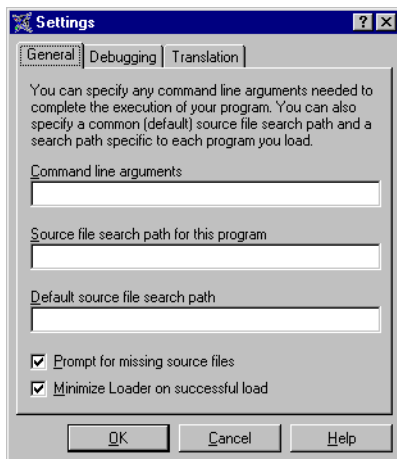 Settings
General Debugging Translation
You can specify any command line arguments needed to
complete the execution of your program. You can also
specify a common (default) source file search path and a
search path specific to each program you load.
Command line arguments
Source file search path for this program
Default source file search path
Prompt for missing source files
Minimize Loader on successful load
OK Cancel Help